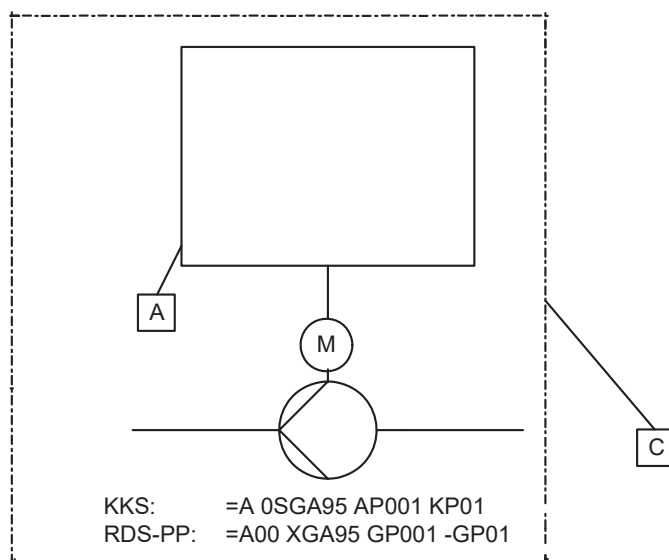 A
M
C
KKS: =A 0SGA95 AP001 KP01
RDS-PP: =A00 XGA95 GP001 -GP01